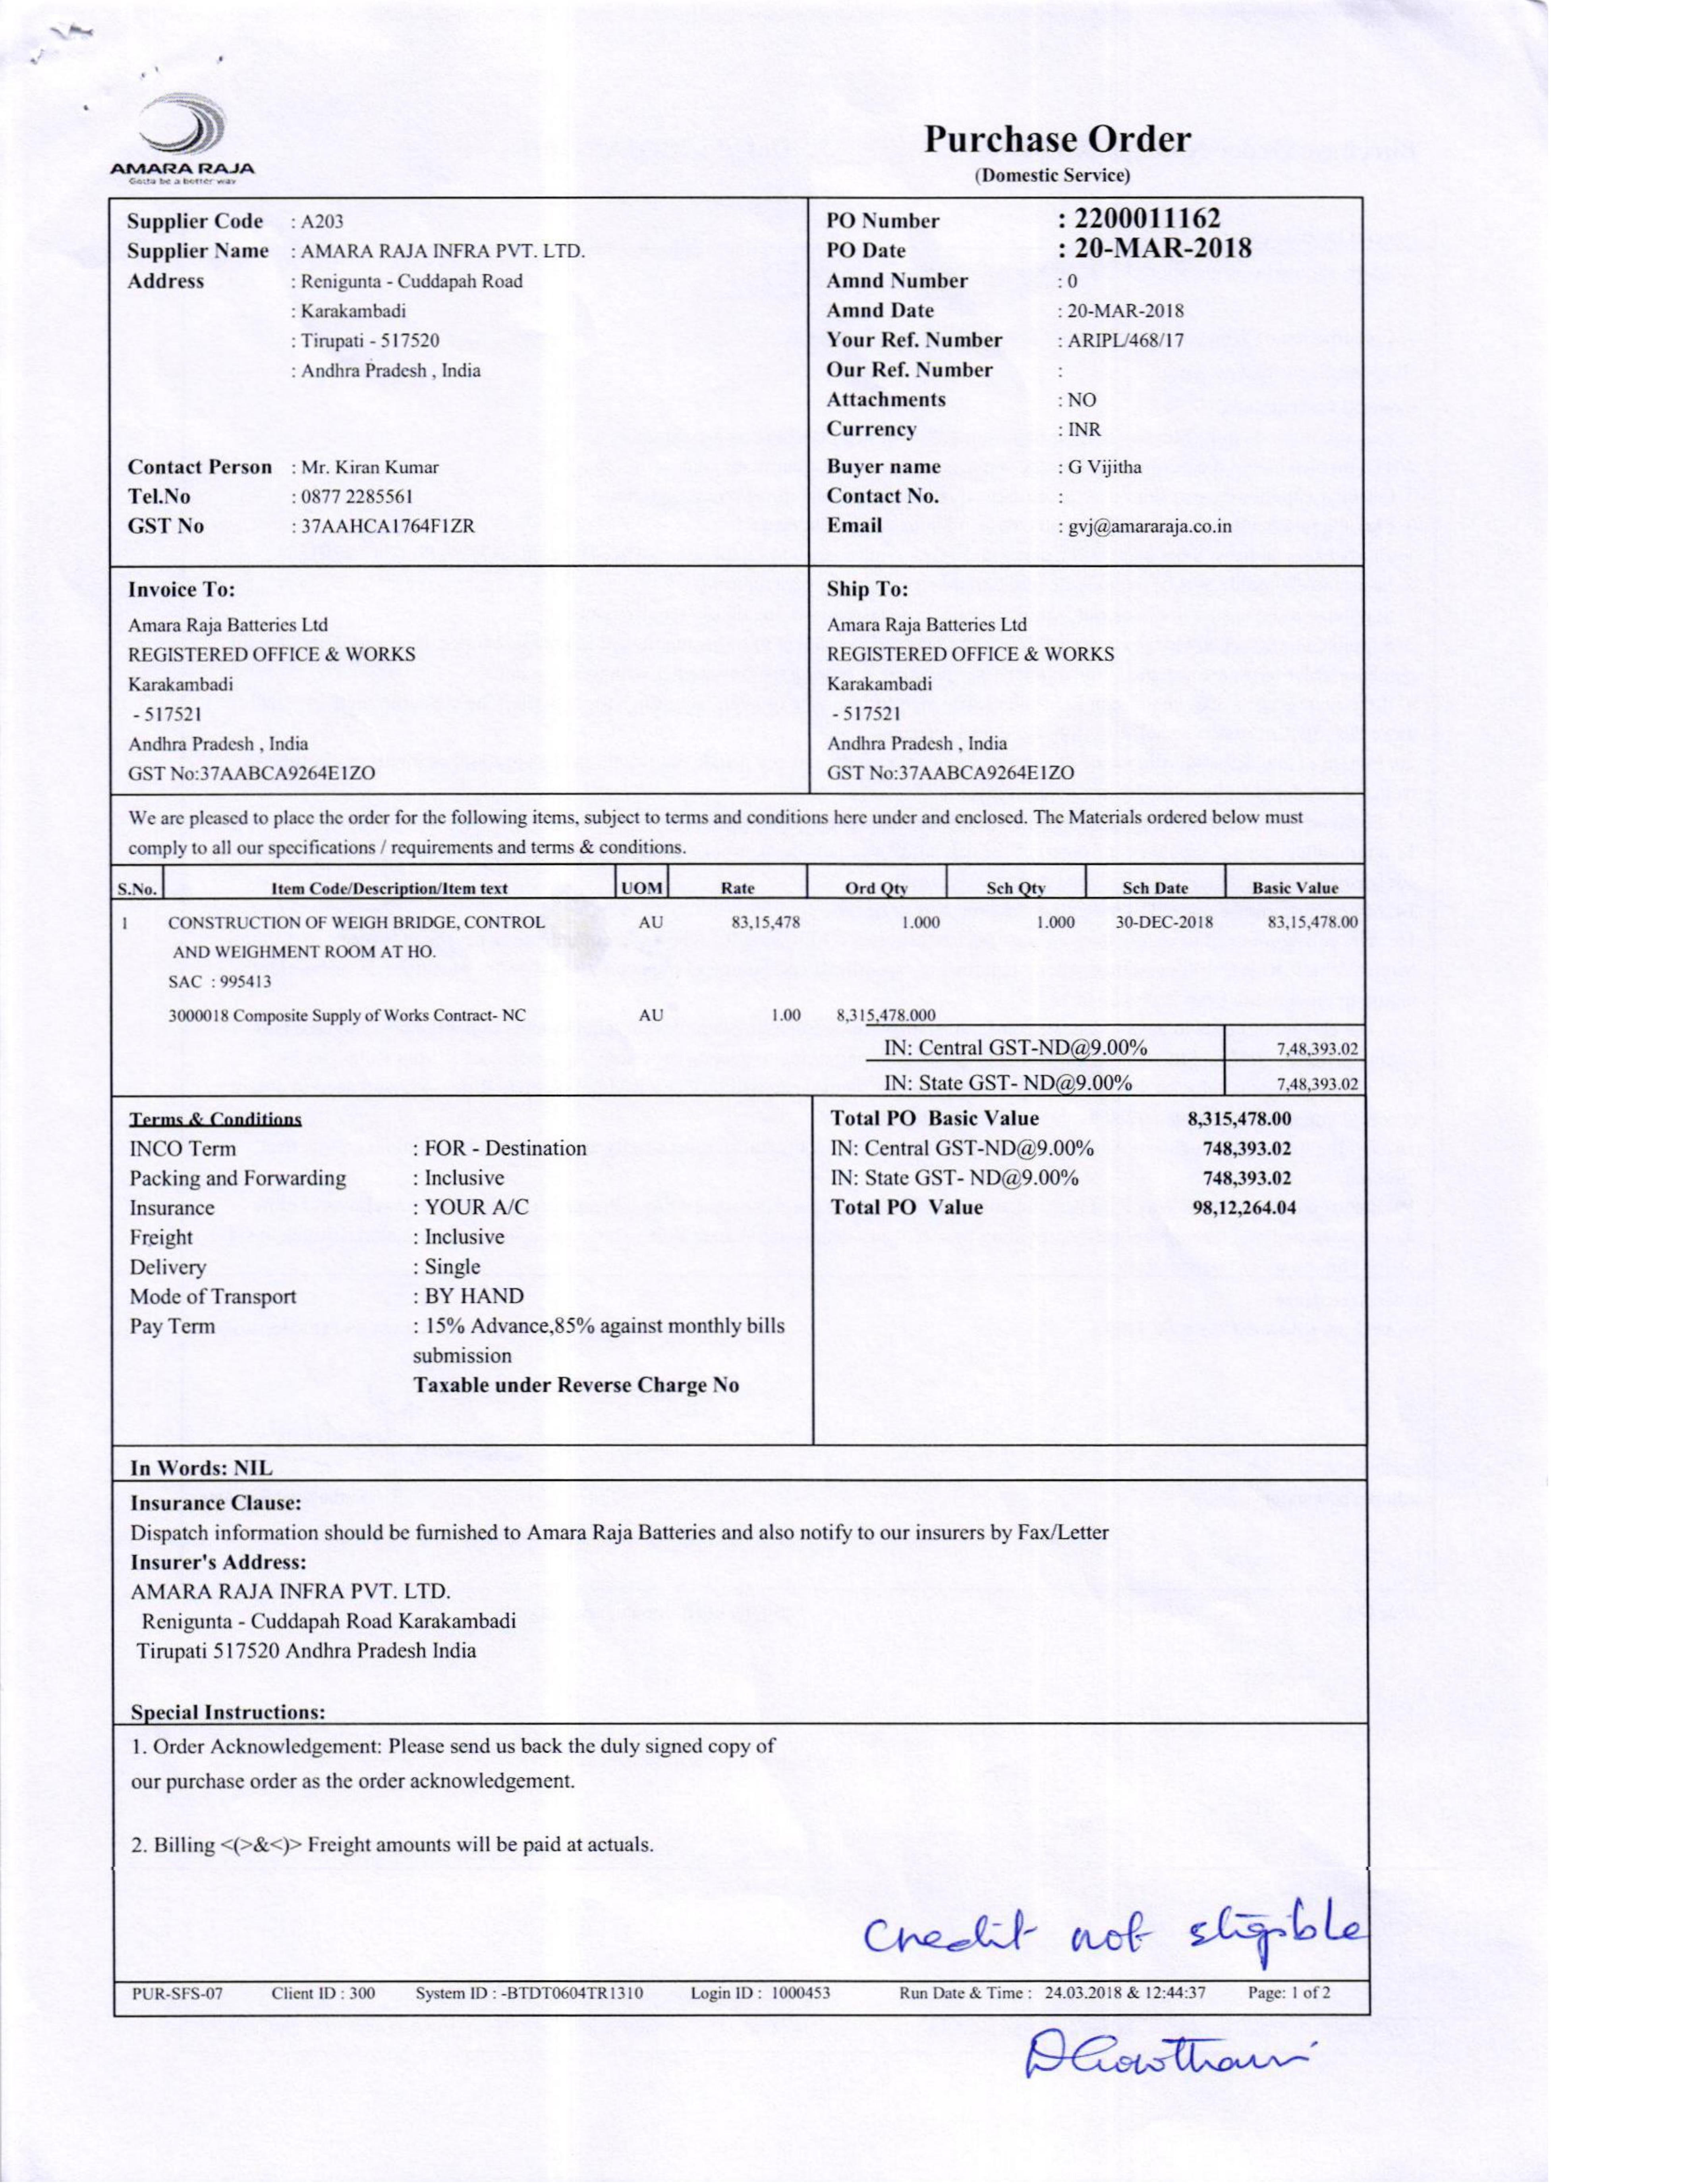 AMARA RAJA
Gotta be a better way
Purchase Order
(Domestic Service)
Supplier Code : A203
Supplier Name : AMARA RAJA INFRA PVT. LTD.
Address : Renigunta - Cuddapah Road
: Karakambadi
: Tirupati - 517520
: Andhra Pradesh , India
Contact Person : Mr. Kiran Kumar
Tel.No : 0877 2285561
GST No : 37AAHCA1764F1ZR
PO Number : 2200011162
PO Date : 20-MAR-2018
Amnd Number : 0
Amnd Date : 20-MAR-2018
Your Ref. Number : ARIPL/468/17
Our Ref. Number :
Attachments : NO
Currency : INR
Buyer name : G Vijitha
Contact No. :
Email : gvj@amararaja.co.in
Invoice To:
Amara Raja Batteries Ltd
REGISTERED OFFICE & WORKS
Karakambadi
- 517521
Andhra Pradesh , India
GST No:37AABCA9264E1ZO
Ship To:
Amara Raja Batteries Ltd
REGISTERED OFFICE & WORKS
Karakambadi
- 517521
Andhra Pradesh , India
GST No:37AABCA9264E1ZO
We are pleased to place the order for the following items, subject to terms and conditions here under and enclosed. The Materials ordered below must
comply to all our specifications / requirements and terms & conditions.
S.No. Item Code/Description/Item text UOM Rate Ord Qty Sch Qty Sch Date Basic Value
1 CONSTRUCTION OF WEIGH BRIDGE, CONTROL AU 83,15,478 1.000 1.000 30-DEC-2018 83,15,478.00
AND WEIGHMENT ROOM AT HO.
SAC : 995413
3000018 Composite Supply of Works Contract- NC AU 1.00 8,315,478.000
IN: Central GST-ND@9.00% 7,48,393.02
IN: State GST- ND@9.00% 7,48,393.02
Terms & Conditions
INCO Term : FOR - Destination
Packing and Forwarding : Inclusive
Insurance : YOUR A/C
Freight : Inclusive
Delivery : Single
Mode of Transport : BY HAND
Pay Term : 15% Advance,85% against monthly bills
submission
Taxable under Reverse Charge No
Total PO Basic Value 8,315,478.00
IN: Central GST-ND@9.00% 748,393.02
IN: State GST- ND@9.00% 748,393.02
Total PO Value 98,12,264.04
In Words: NIL
Insurance Clause:
Dispatch information should be furnished to Amara Raja Batteries and also notify to our insurers by Fax/Letter
Insurer's Address:
AMARA RAJA INFRA PVT. LTD.
Renigunta - Cuddapah Road Karakambadi
Tirupati 517520 Andhra Pradesh India
Special Instructions:
1. Order Acknowledgement: Please send us back the duly signed copy of
our purchase order as the order acknowledgement.
2. Billing <(>&<)> Freight amounts will be paid at actuals.
Credit not eligible
PUR-SFS-07 Client ID : 300 System ID : -BTDT0604TR1310 Login ID : 1000453 Run Date & Time : 24.03.2018 & 12:44:37 Page: 1 of 2